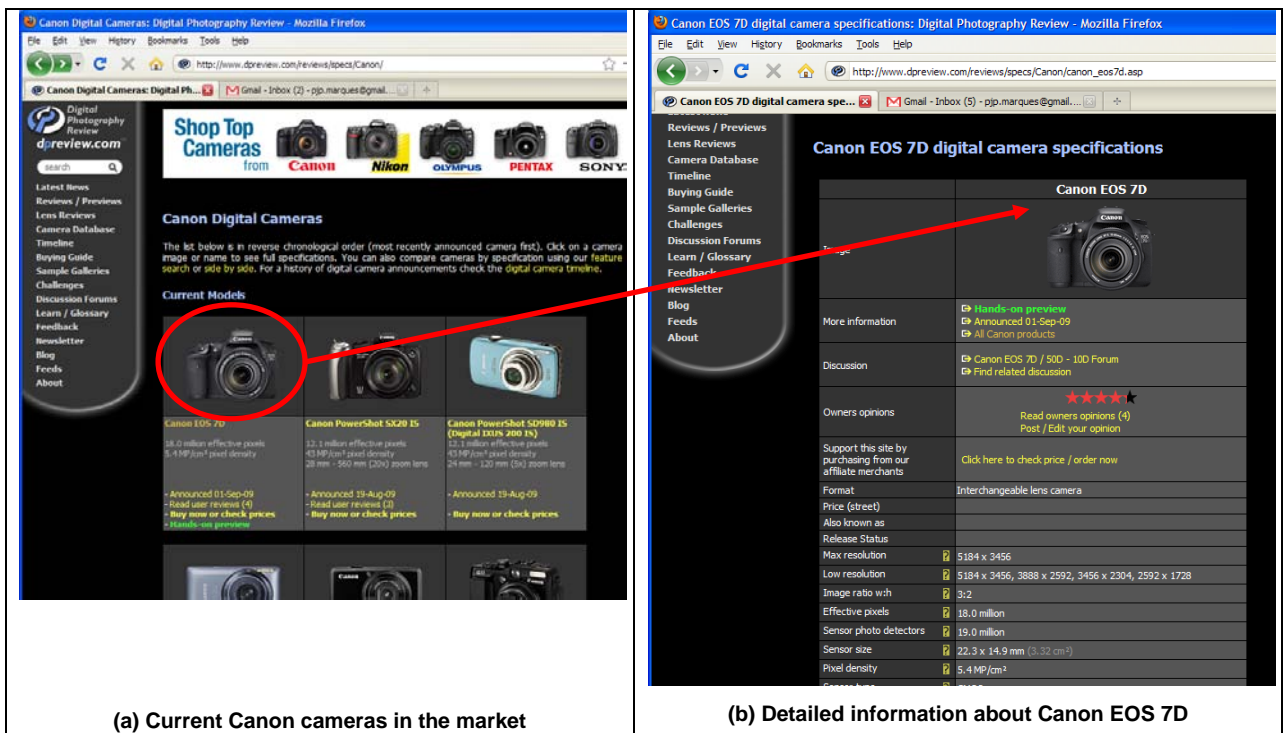 Canon Digital Cameras: Digital Photography Review - Mozilla Firefox
File Edit View History Bookmarks Tools Help
http://www.dpreview.com/reviews/specs/Canon/
Canon Digital Cameras: Digital Ph...
Gmail - Inbox (2) - pjp.marques@gmail....
Digital
Photography
Review
dpreview.com
search
Latest News
Reviews / Previews
Lens Reviews
Camera Database
Timeline
Buying Guide
Sample Galleries
Challenges
Discussion Forums
Learn / Glossary
Feedback
Newsletter
Blog
Feeds
About
Shop Top
Cameras
from
Canon
Nikon
OLYMPUS
PENTAX
SONY
Canon Digital Cameras
The list below is in reverse chronological order (most recently announced camera first). Click on a camera
image or name to see full specifications. You can also compare cameras by specification using our feature
search or side by side. For a history of digital camera announcements check the digital camera timeline.
Current Models
Canon EOS 7D
18.0 million effective pixels
5.4 MP/cm² pixel density
- Announced 01-Sep-09
- Read user reviews (4)
- Buy now or check prices
- Hands-on preview
Canon PowerShot SX20 IS
12.1 million effective pixels
43 MP/cm² pixel density
28 mm - 560 mm (20x) zoom lens
- Announced 19-Aug-09
- Read user reviews (3)
- Buy now or check prices
Canon PowerShot SD980 IS
(Digital IXUS 200 IS)
12.1 million effective pixels
43 MP/cm² pixel density
24 mm - 120 mm (5x) zoom lens
- Announced 19-Aug-09
- Buy now or check prices
(a) Current Canon cameras in the market
Canon EOS 7D digital camera specifications: Digital Photography Review - Mozilla Firefox
File Edit View History Bookmarks Tools Help
http://www.dpreview.com/reviews/specs/Canon/canon_eos7d.asp
Canon EOS 7D digital camera spe...
Gmail - Inbox (5) - pjp.marques@gmail....
Reviews / Previews
Lens Reviews
Camera Database
Timeline
Buying Guide
Sample Galleries
Challenges
Discussion Forums
Learn / Glossary
Feedback
Newsletter
Blog
Feeds
About
Canon EOS 7D digital camera specifications
Canon EOS 7D
Image
Canon
More information
Hands-on preview
Announced 01-Sep-09
All Canon products
Discussion
Canon EOS 7D / 50D - 10D Forum
Find related discussion
Owners opinions
Read owners opinions (4)
Post / Edit your opinion
Support this site by
purchasing from our
affiliate merchants
Click here to check price / order now
Format Interchangeable lens camera
Price (street)
Also known as
Release Status
Max resolution ? 5184 x 3456
Low resolution ? 5184 x 3456, 3888 x 2592, 3456 x 2304, 2592 x 1728
Image ratio w:h ? 3:2
Effective pixels ? 18.0 million
Sensor photo detectors ? 19.0 million
Sensor size ? 22.3 x 14.9 mm (3.32 cm²)
Pixel density ? 5.4 MP/cm²
(b) Detailed information about Canon EOS 7D